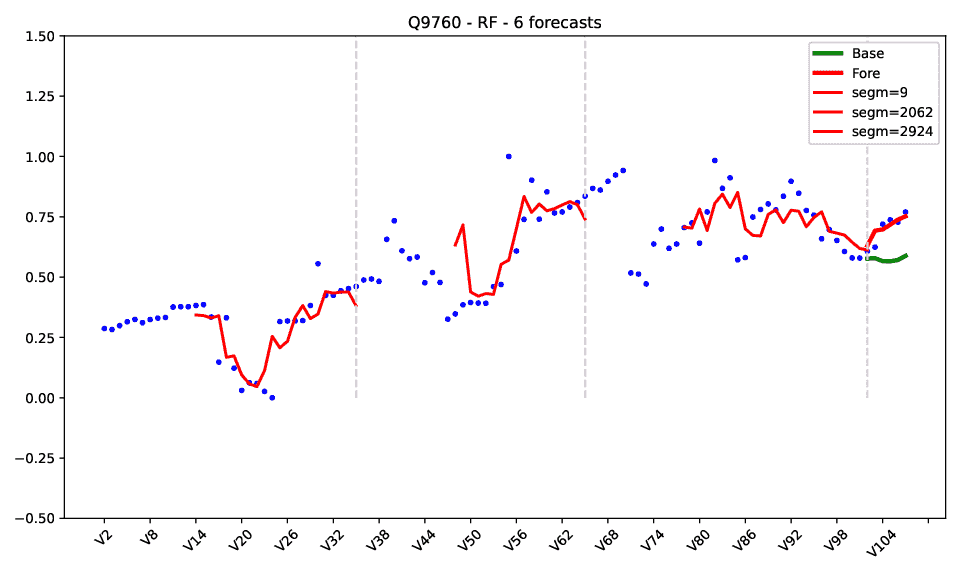 Q9760 - RF - 6 forecasts
1.50
1.25
1.00
0.75
0.50
0.25
0.00
−0.25
−0.50
Base
Fore
segm=9
segm=2062
segm=2924
V2
V8
V14
V20
V26
V32
V38
V44
V50
V56
V62
V68
V74
V80
V86
V92
V98
V104